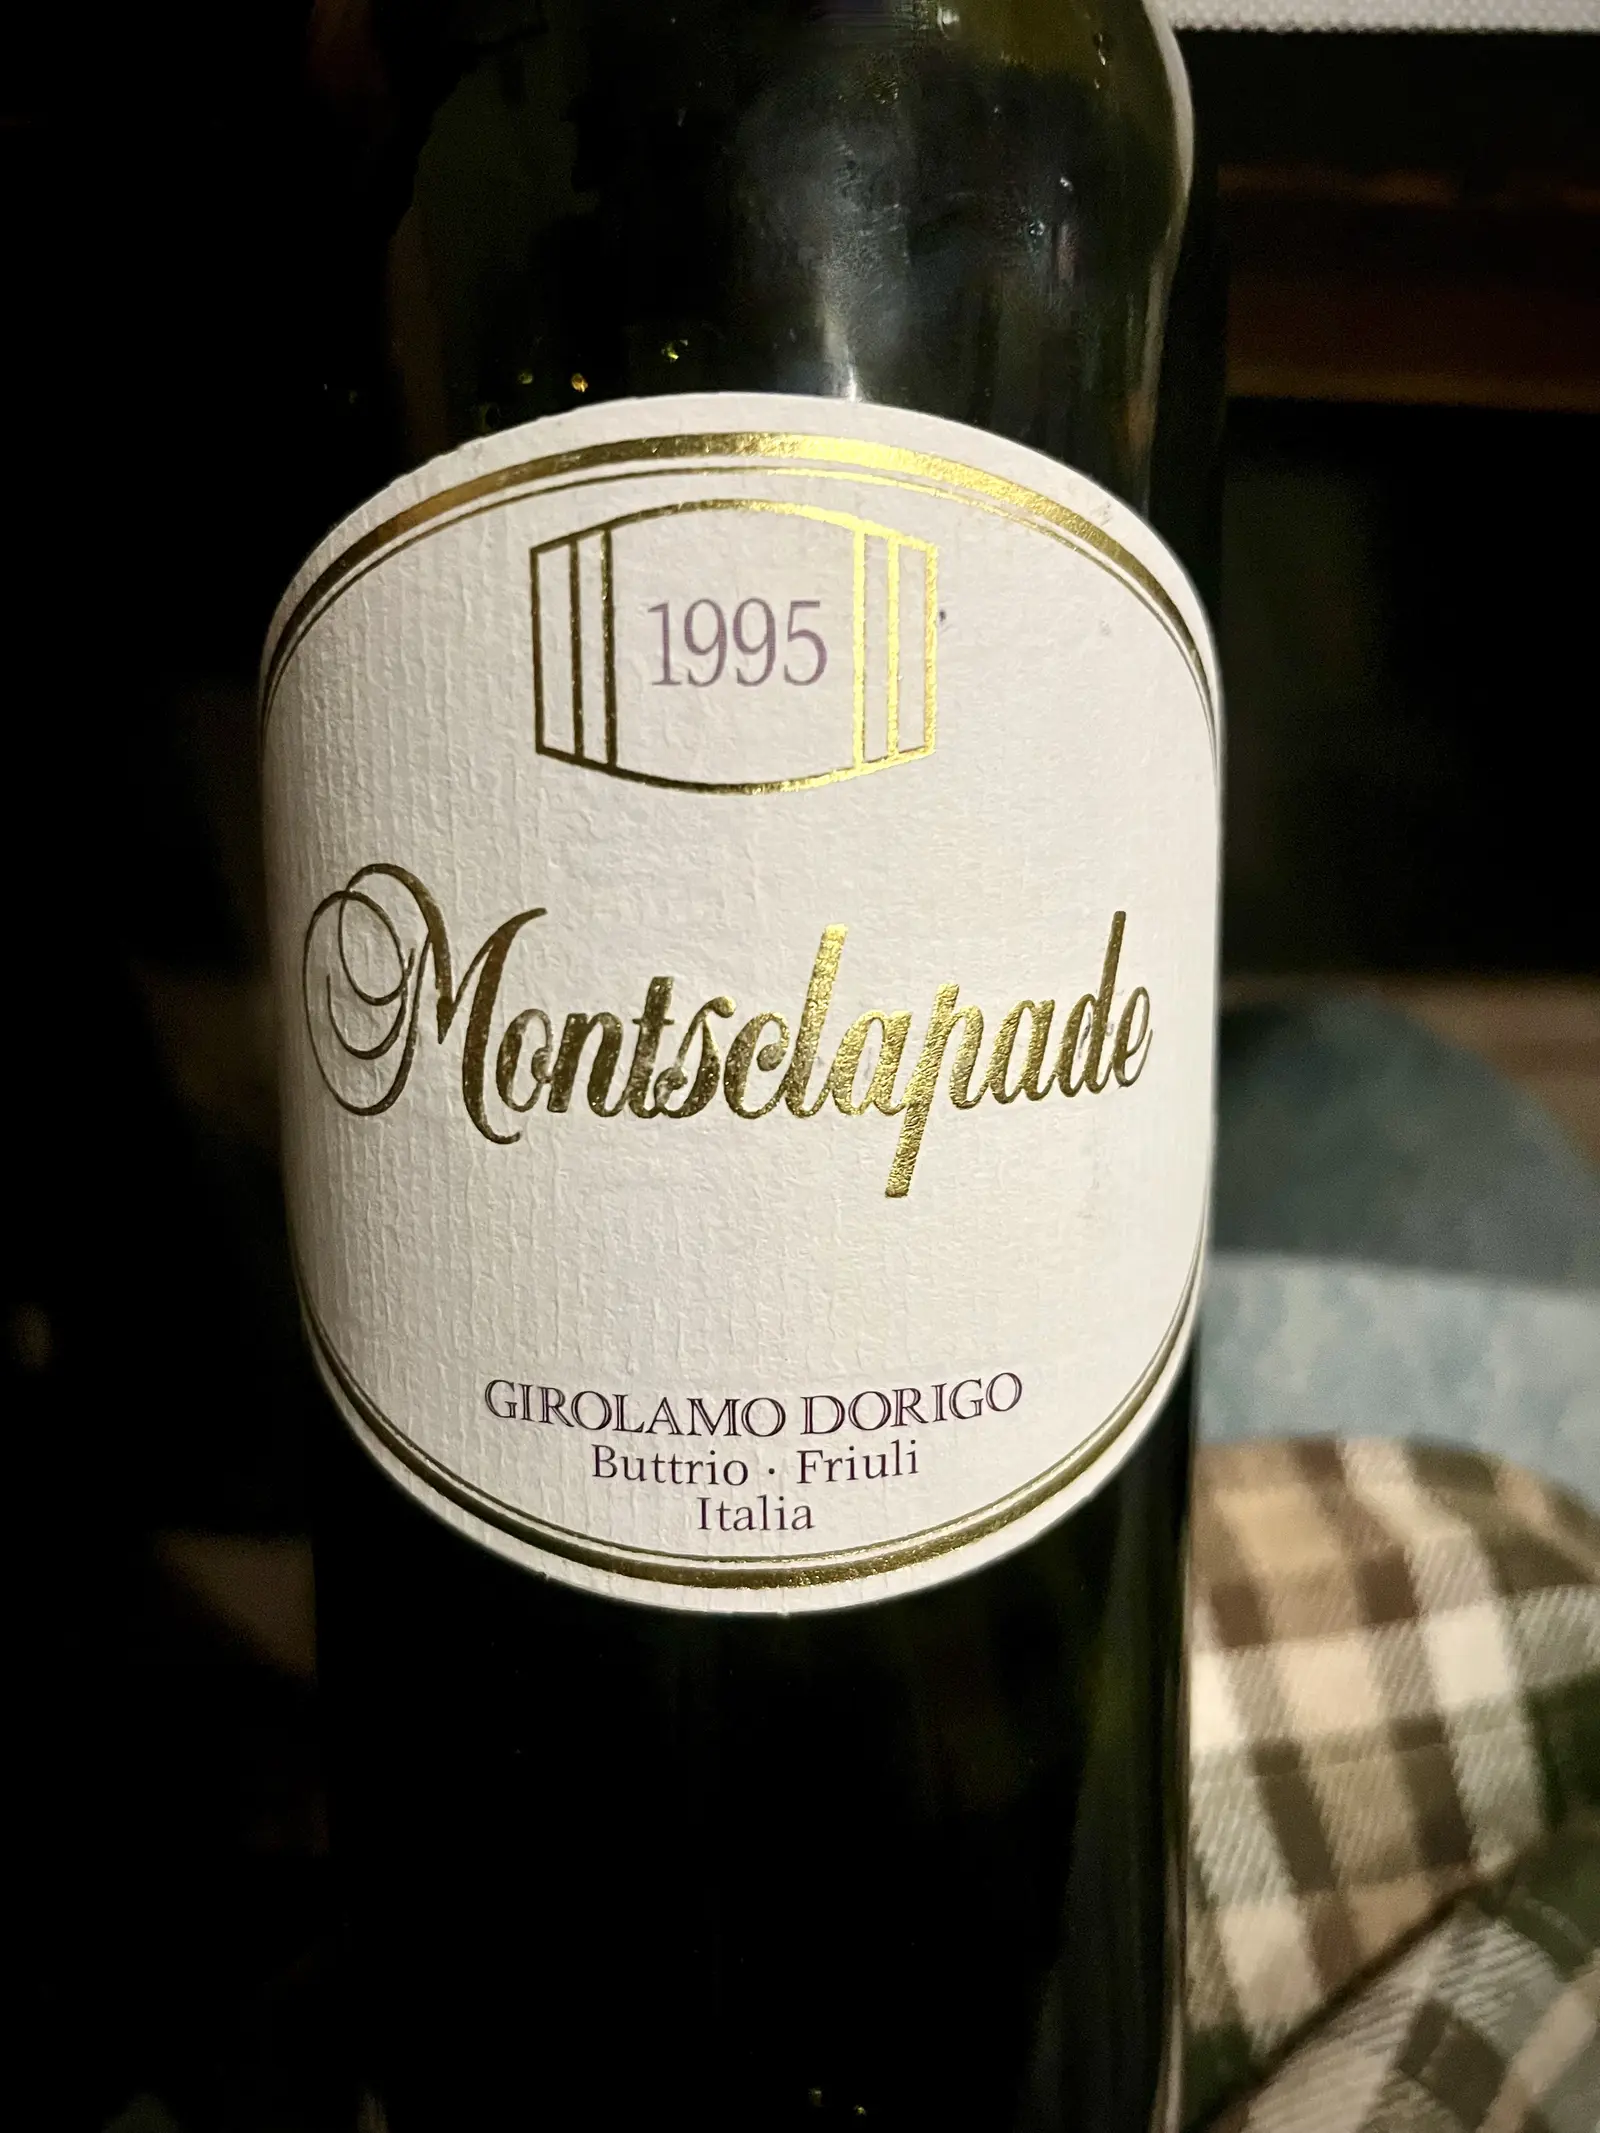 1995
Montsclapade
GIROLAMO DORIGO
Buttrio · Friuli
Italia